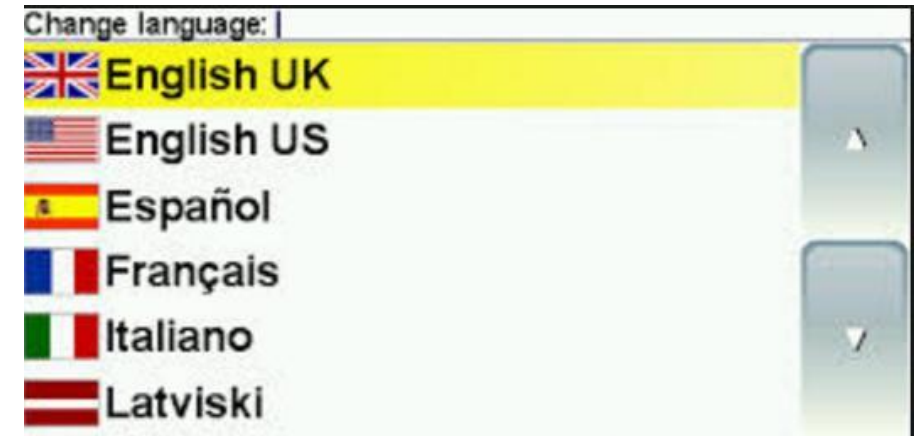 Change language:
English UK
English US
Español
Français
Italiano
Latviski